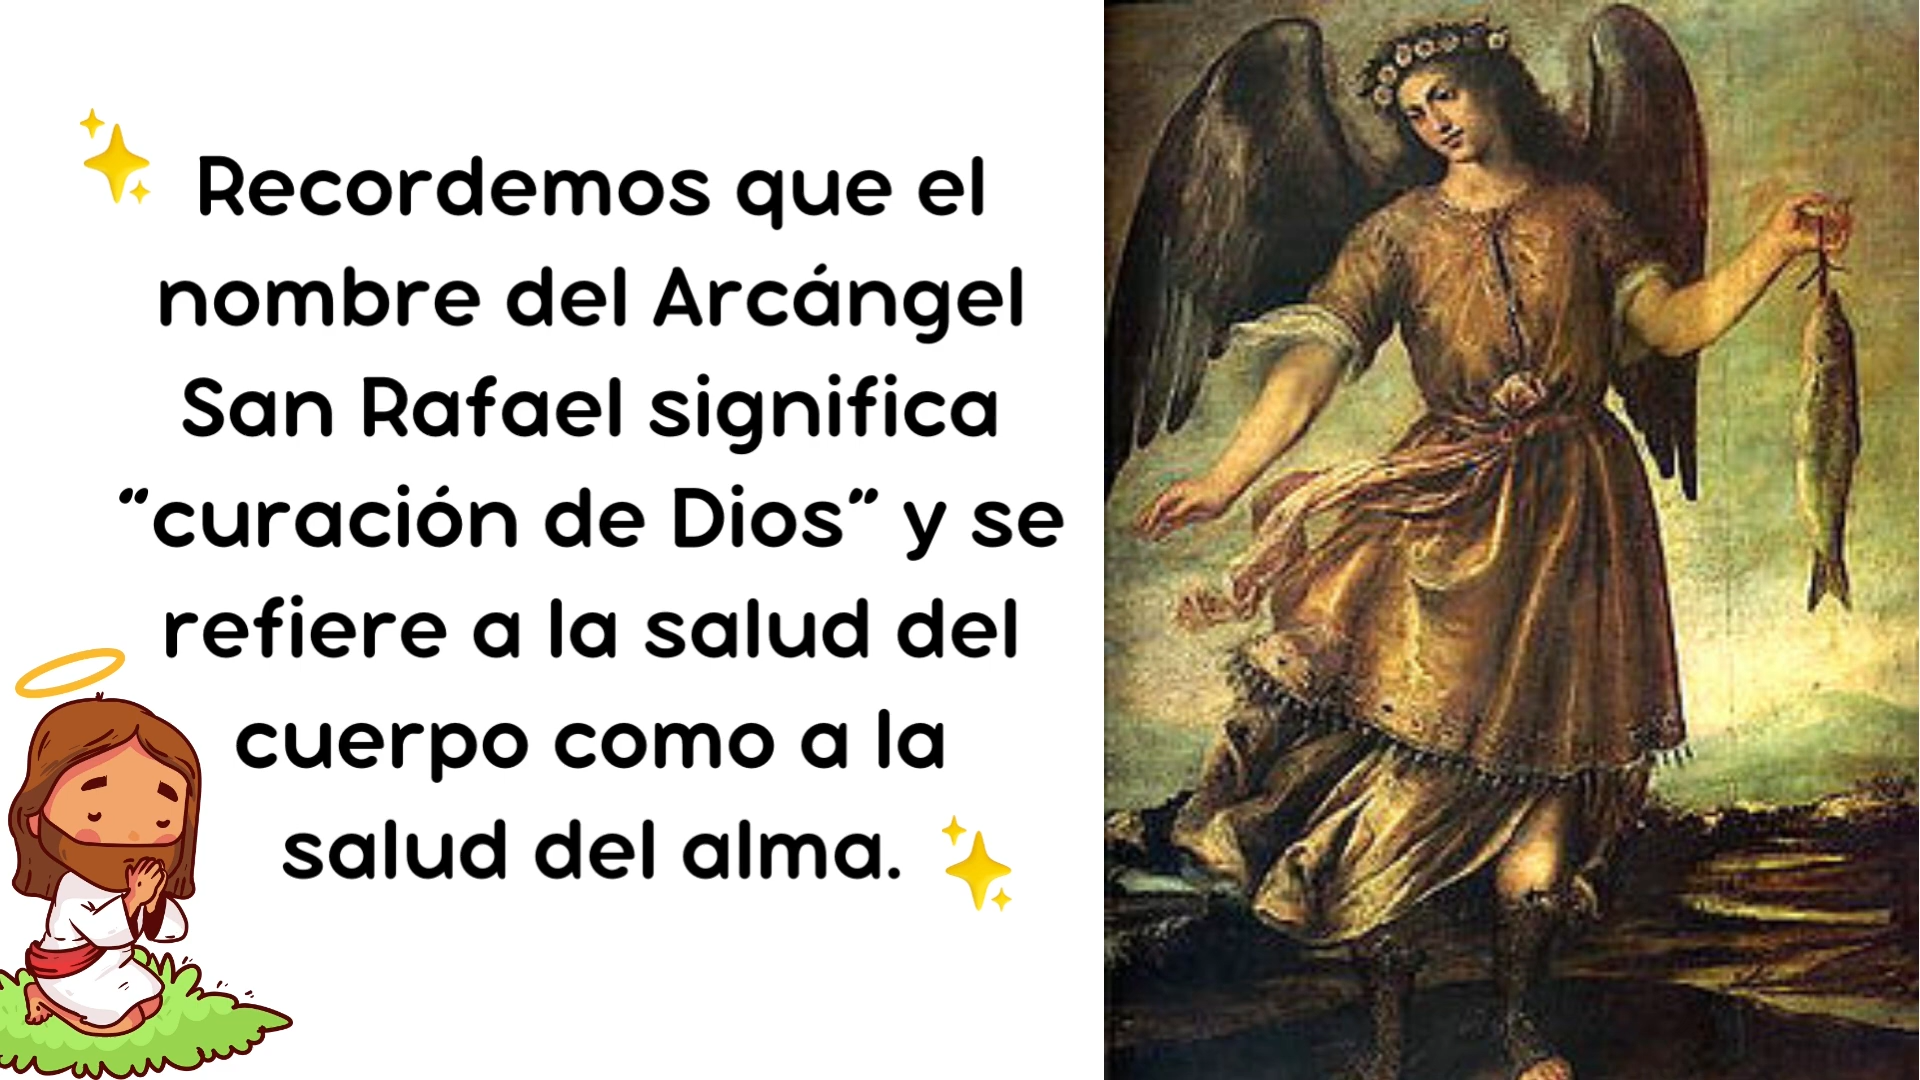 Recordemos que el
nombre del Arcángel
San Rafael significa
“curación de Dios” y se
refiere a la salud del
cuerpo como a la
salud del alma.